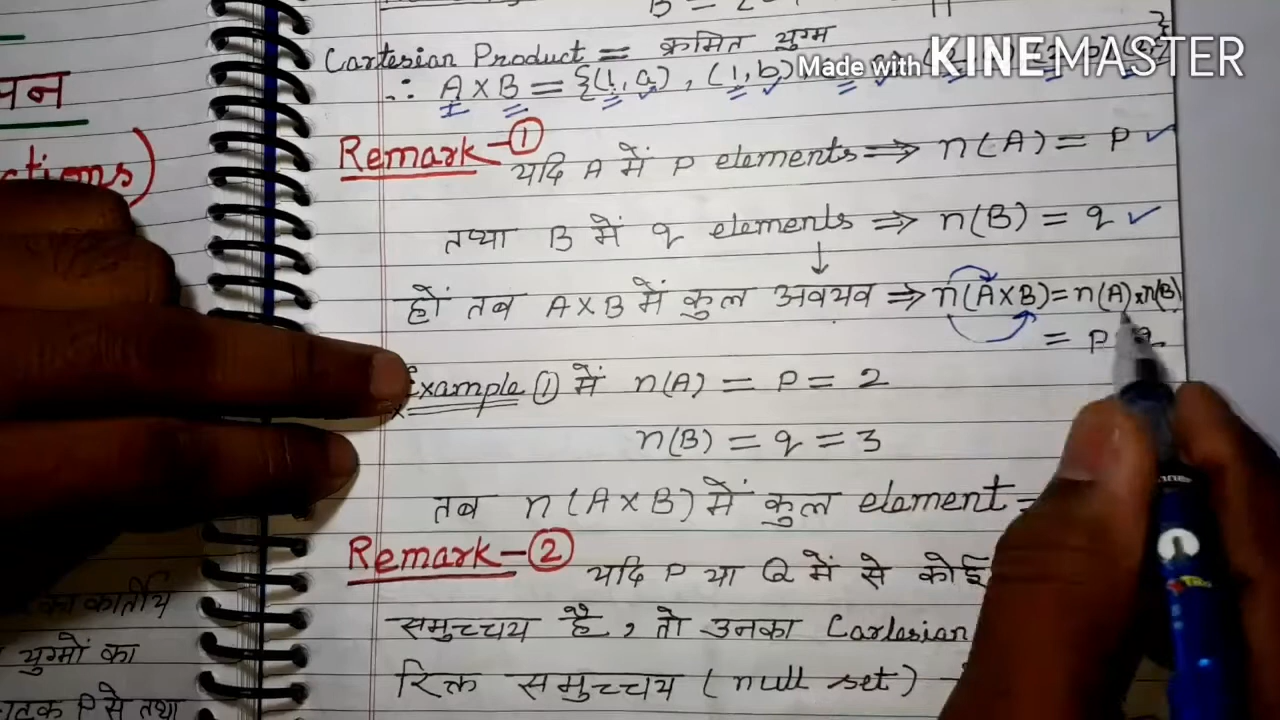 B =
Cartesian Product = क्रमित युग्म
∴ A×B = {(1,a), (1,b)
Made with KINEMASTER
पन
ctions)
Remark-①
यदि A में P elements ⇒ n(A) = P ✓
तथा B में q elements ⇒ n(B) = q ✓
हों तब A×B में कुल अवयव ⇒ n(A×B) = n(A)×n(B)
= P
Example ① में n(A) = P = 2
n(B) = q = 3
तब n(A×B) में कुल element =
Remark-②
यदि P या Q में से कोई
समुच्चय है, तो उनका Cartesian
रिक्त समुच्चय (null set)
का कार्तीय
युग्मों का
P से तथा